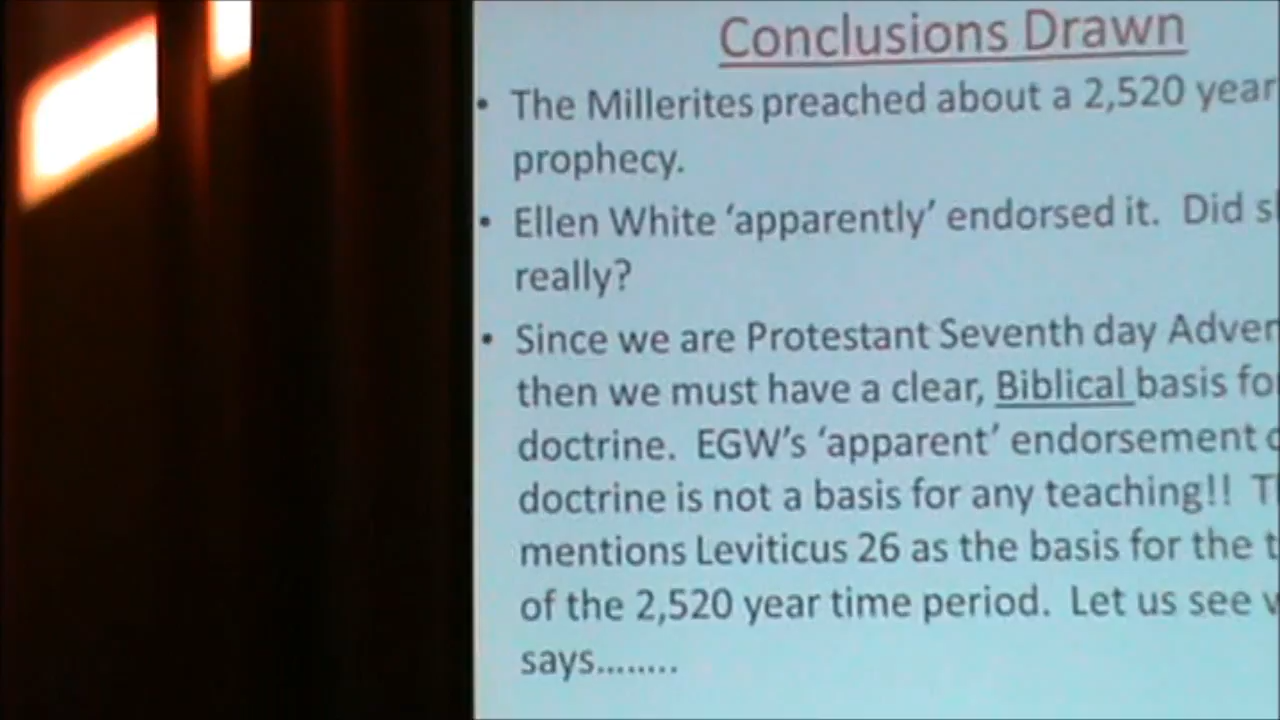 Conclusions Drawn
• The Millerites preached about a 2,520 year
prophecy.
• Ellen White ‘apparently’ endorsed it. Did s
really?
• Since we are Protestant Seventh day Adven
then we must have a clear, Biblical basis fo
doctrine. EGW’s ‘apparent’ endorsement o
doctrine is not a basis for any teaching!! T
mentions Leviticus 26 as the basis for the t
of the 2,520 year time period. Let us see
says........